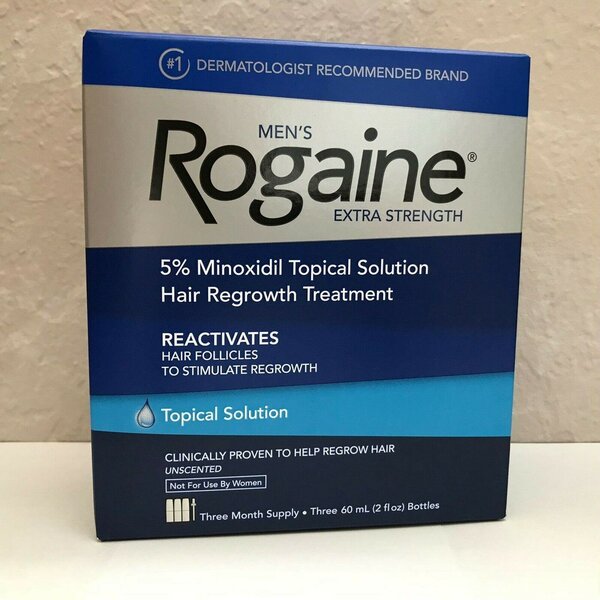 #1 DERMATOLOGIST RECOMMENDED BRAND
MEN'S
Rogaine®
EXTRA STRENGTH
5% Minoxidil Topical Solution
Hair Regrowth Treatment
REACTIVATES
HAIR FOLLICLES
TO STIMULATE REGROWTH
Topical Solution
CLINICALLY PROVEN TO HELP REGROW HAIR
UNSCENTED
Not For Use By Women
Three Month Supply • Three 60 mL (2 fl oz) Bottles